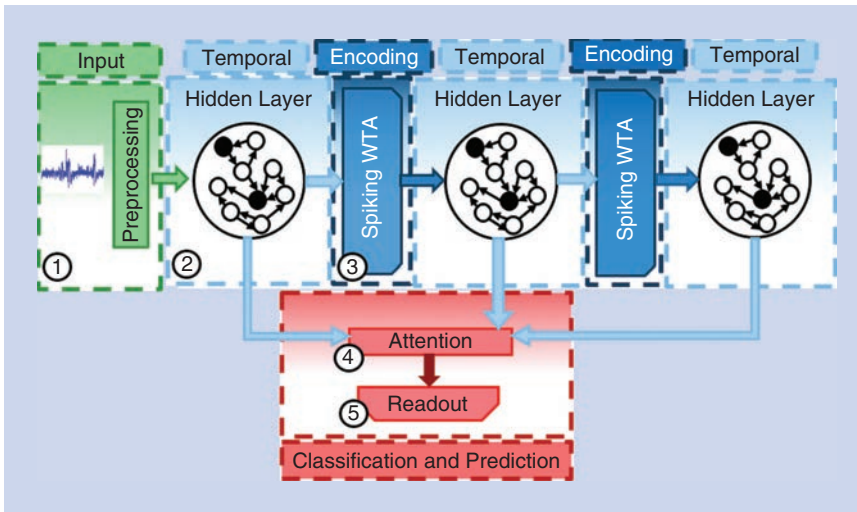 Input
Temporal
Encoding
Temporal
Encoding
Temporal
Preprocessing
Hidden Layer
Spiking WTA
Hidden Layer
Spiking WTA
Hidden Layer
1
2
3
4
Attention
5
Readout
Classification and Prediction